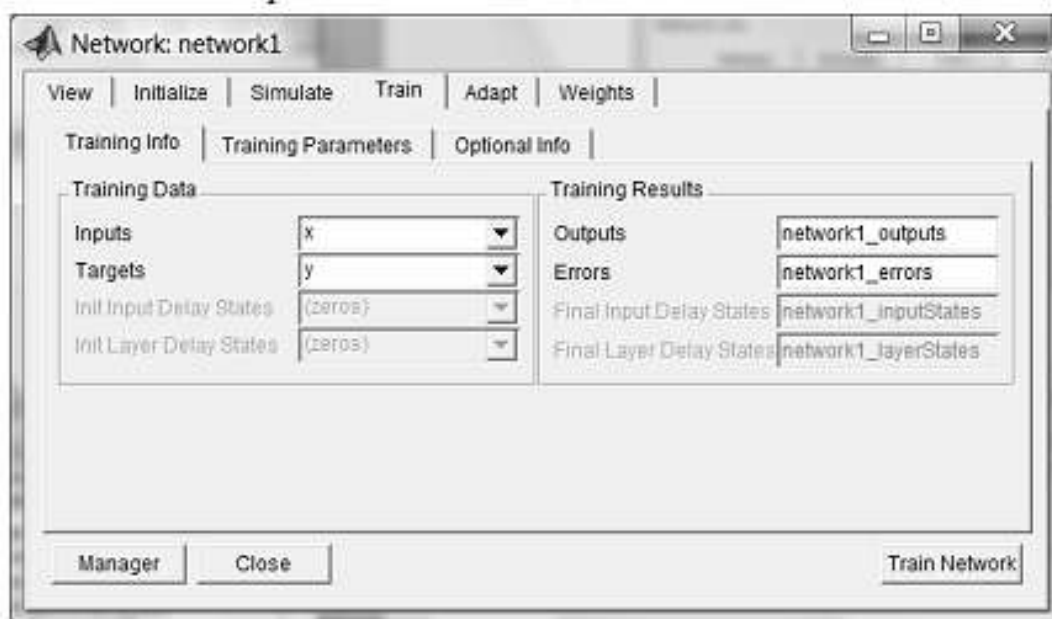 Network: network1
View Initialize Simulate Train Adapt Weights
Training Info Training Parameters Optional Info
Training Data
Inputs x
Targets y
Init Input Delay States (zeros)
Init Layer Delay States (zeros)
Training Results
Outputs network1_outputs
Errors network1_errors
Final Input Delay States network1_inputStates
Final Layer Delay States network1_layerStates
Manager Close Train Network